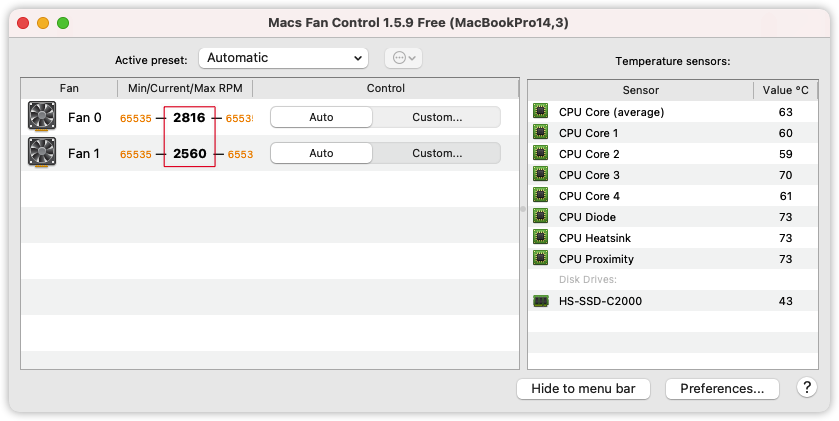 Macs Fan Control 1.5.9 Free (MacBookPro14,3)
Active preset: Automatic
Temperature sensors:
Fan Min/Current/Max RPM Control
Fan 0 65535 — 2816 — 6553 Auto Custom...
Fan 1 65535 — 2560 — 6553 Auto Custom...
Sensor Value °C
CPU Core (average) 63
CPU Core 1 60
CPU Core 2 59
CPU Core 3 70
CPU Core 4 61
CPU Diode 73
CPU Heatsink 73
CPU Proximity 73
Disk Drives:
HS-SSD-C2000 43
Hide to menu bar Preferences... ?